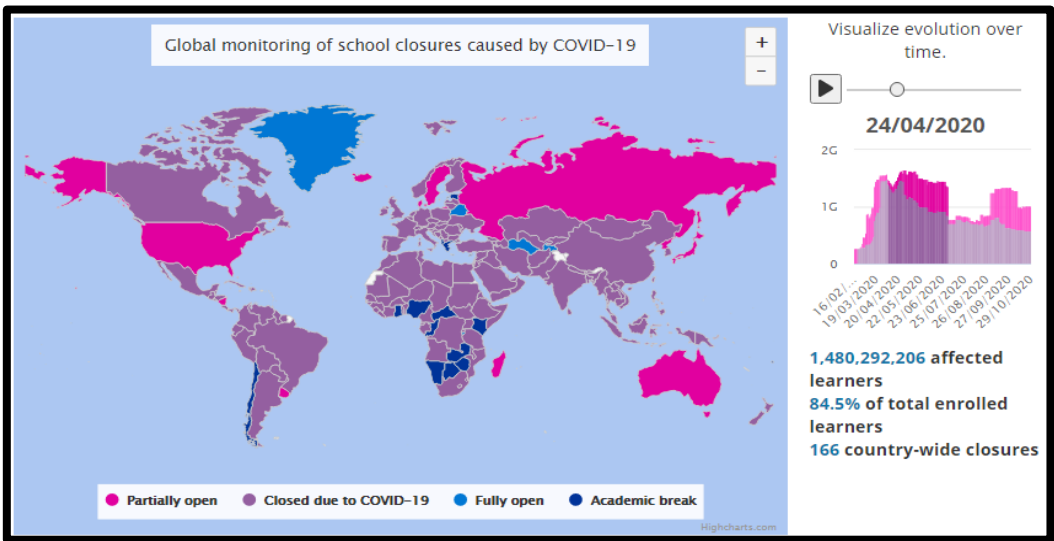 Global monitoring of school closures caused by COVID-19
+
−
Partially open
Closed due to COVID-19
Fully open
Academic break
Highcharts.com
Visualize evolution over
time.
24/04/2020
2G
1G
0
16/02/...
19/03/2020
20/04/2020
22/05/2020
23/06/2020
25/07/2020
26/08/2020
27/09/2020
29/10/2020
1,480,292,206 affected
learners
84.5% of total enrolled
learners
166 country-wide closures